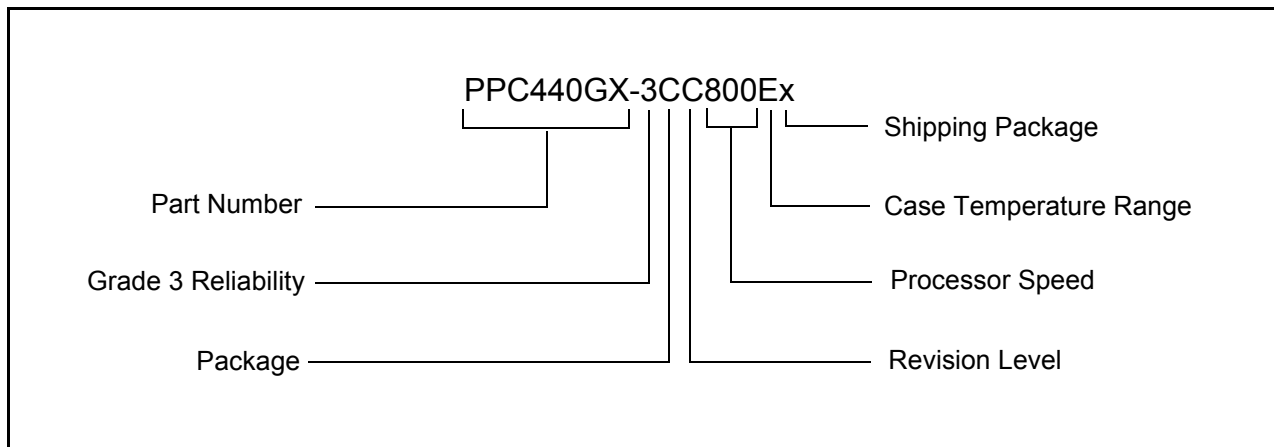 PPC440GX-3CC800Ex
Shipping Package
Part Number
Case Temperature Range
Grade 3 Reliability
Processor Speed
Package
Revision Level